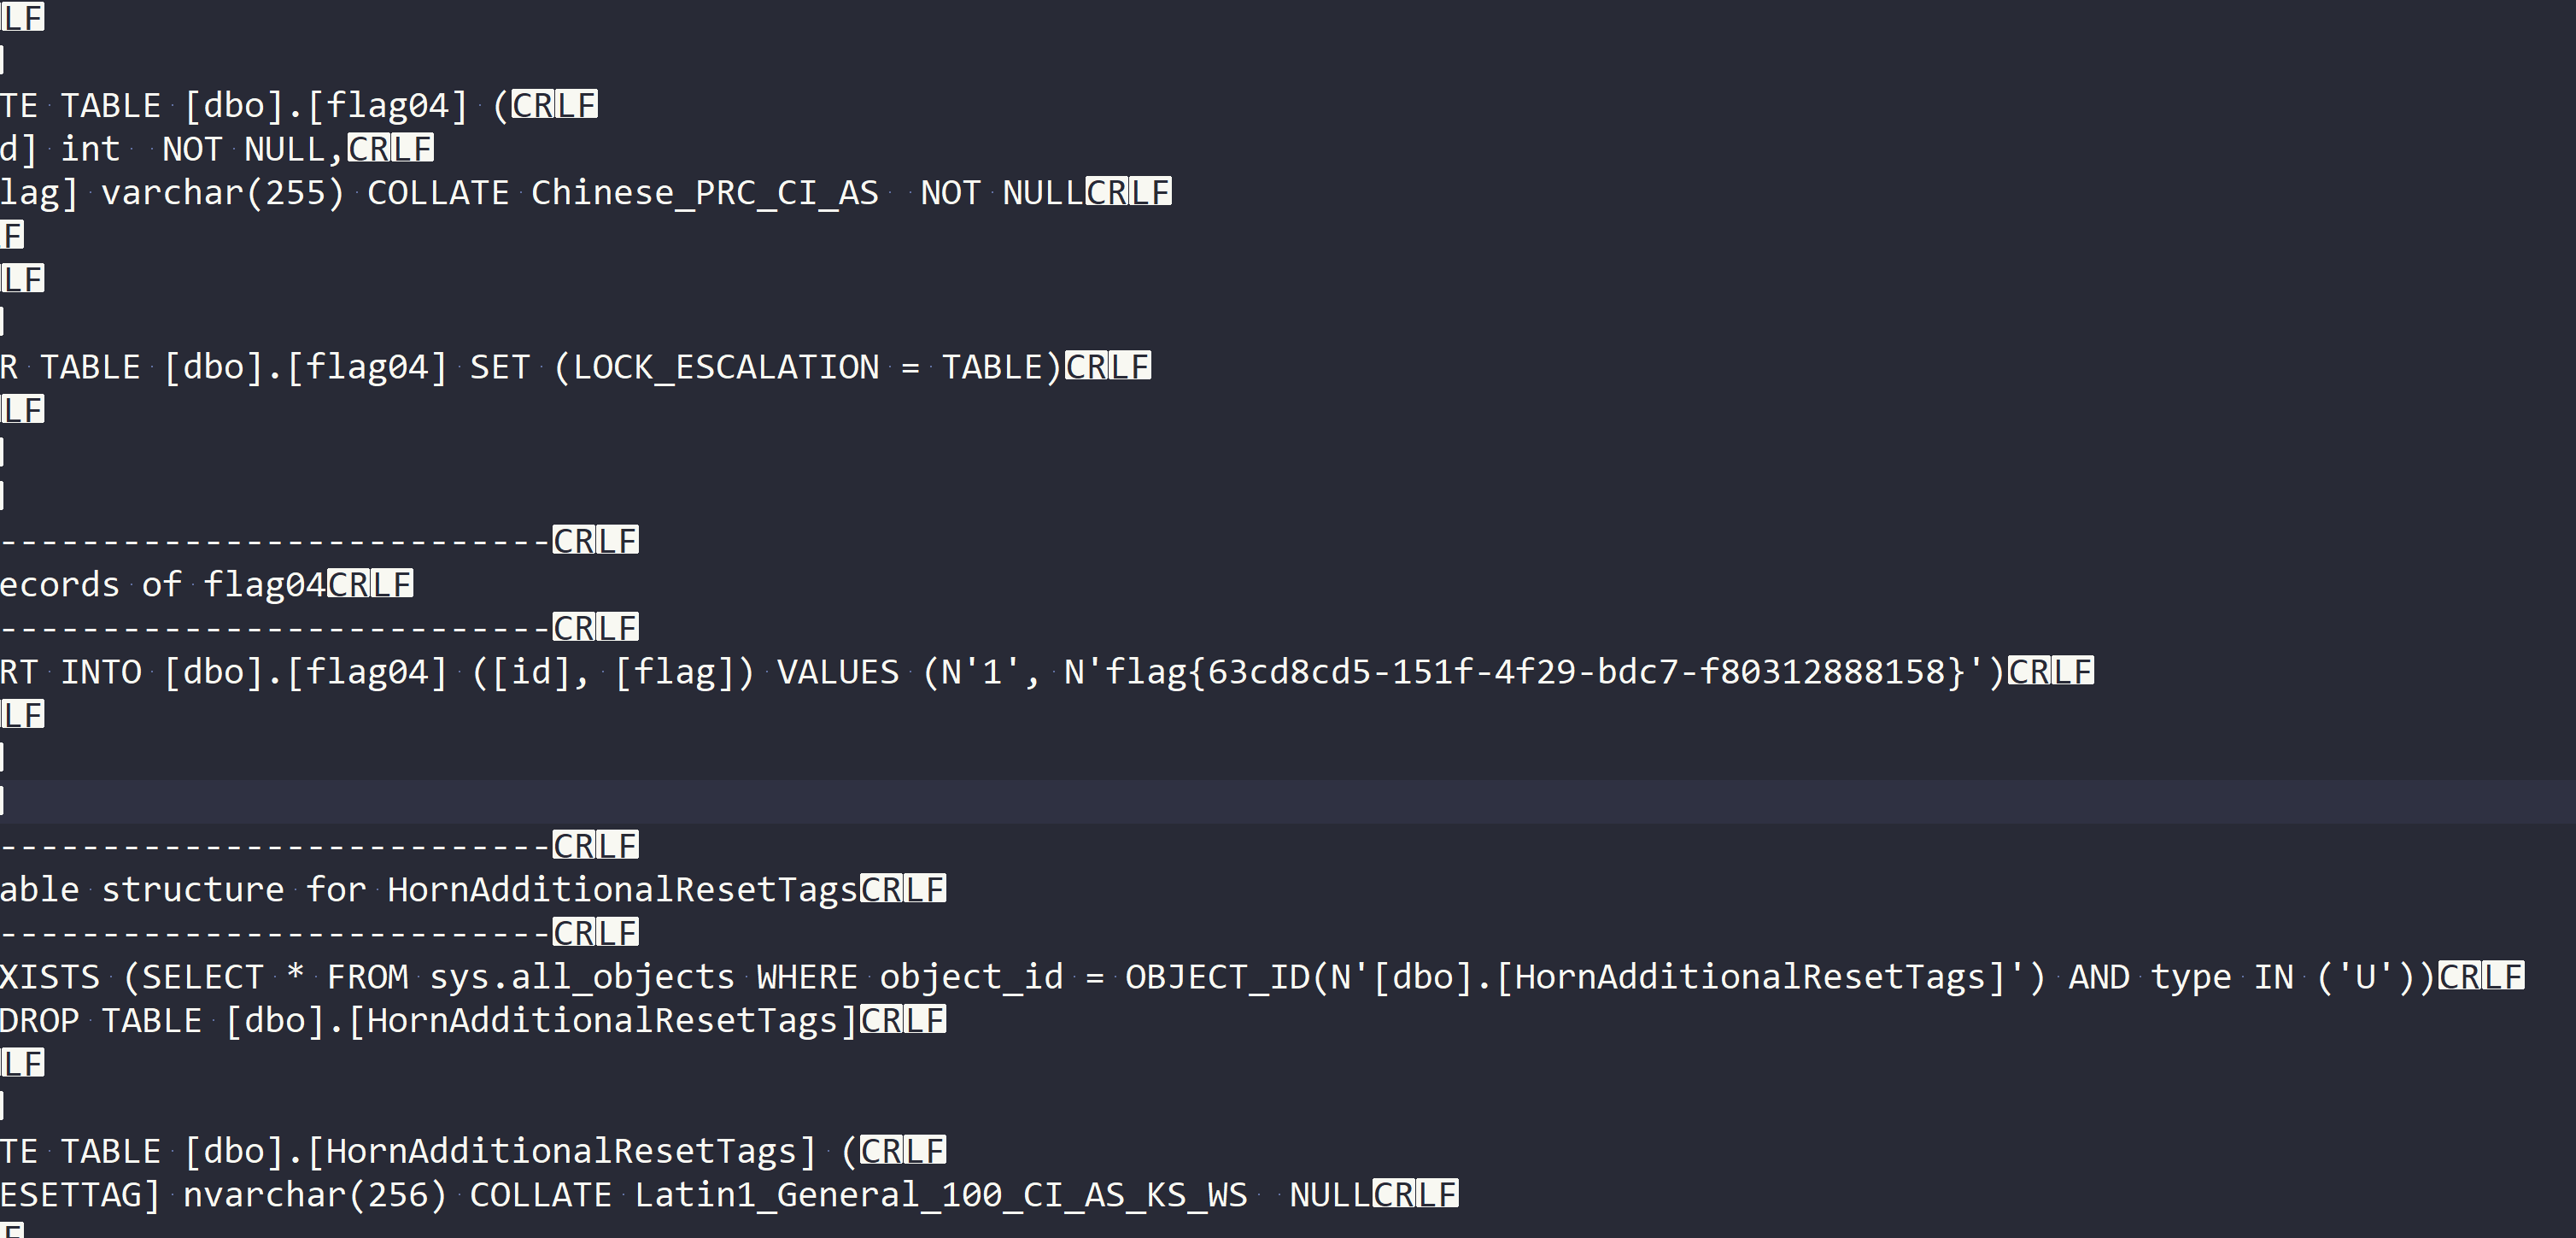 LF
TE TABLE [dbo].[flag04] (CRLF
d] int  NOT NULL,CRLF
lag] varchar(255) COLLATE Chinese_PRC_CI_AS  NOT NULLCRLF
F
LF
R TABLE [dbo].[flag04] SET (LOCK_ESCALATION = TABLE)CRLF
LF
---------------------------CRLF
ecords of flag04CRLF
---------------------------CRLF
RT INTO [dbo].[flag04] ([id], [flag]) VALUES (N'1', N'flag{63cd8cd5-151f-4f29-bdc7-f80312888158}')CRLF
LF
---------------------------CRLF
able structure for HornAdditionalResetTagsCRLF
---------------------------CRLF
XISTS (SELECT * FROM sys.all_objects WHERE object_id = OBJECT_ID(N'[dbo].[HornAdditionalResetTags]') AND type IN ('U'))CRLF
DROP TABLE [dbo].[HornAdditionalResetTags]CRLF
LF
TE TABLE [dbo].[HornAdditionalResetTags] (CRLF
ESETTAG] nvarchar(256) COLLATE Latin1_General_100_CI_AS_KS_WS  NULLCRLF
F